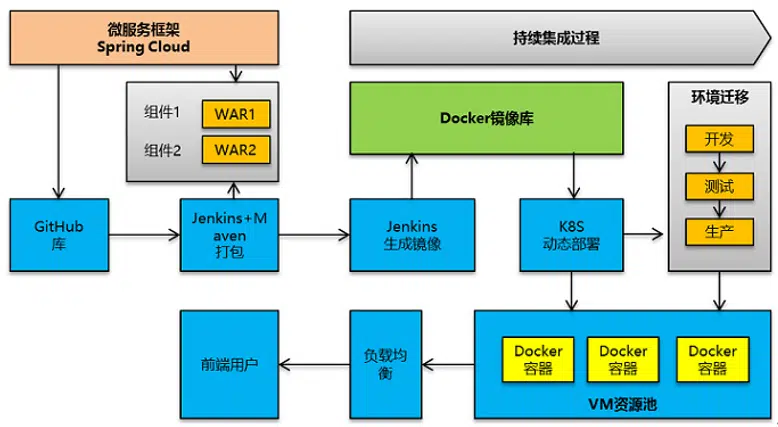 微服务框架
Spring Cloud
持续集成过程
组件1
WAR1
组件2
WAR2
Docker镜像库
环境迁移
开发
测试
生产
GitHub
库
Jenkins+M
aven
打包
Jenkins
生成镜像
K8S
动态部署
前端用户
负载均
衡
Docker
容器
Docker
容器
Docker
容器
VM资源池